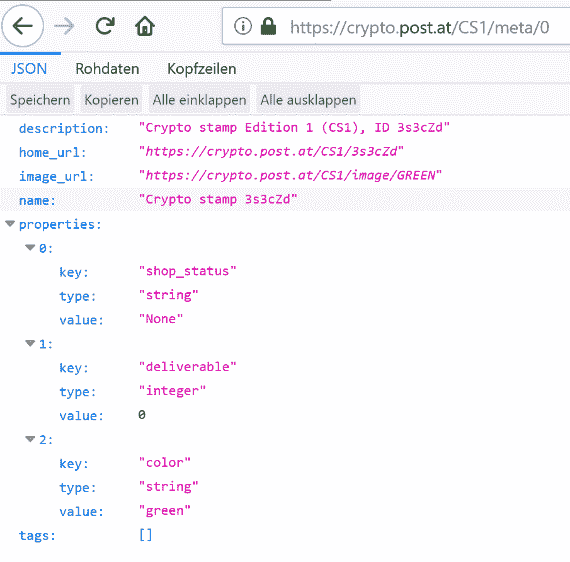 https://crypto.post.at/CS1/meta/0
JSON Rohdaten Kopfzeilen
Speichern Kopieren Alle einklappen Alle ausklappen
description: "Crypto stamp Edition 1 (CS1), ID 3s3cZd"
home_url: "https://crypto.post.at/CS1/3s3cZd"
image_url: "https://crypto.post.at/CS1/image/GREEN"
name: "Crypto stamp 3s3cZd"
properties:
0:
key: "shop_status"
type: "string"
value: "None"
1:
key: "deliverable"
type: "integer"
value: 0
2:
key: "color"
type: "string"
value: "green"
tags: []